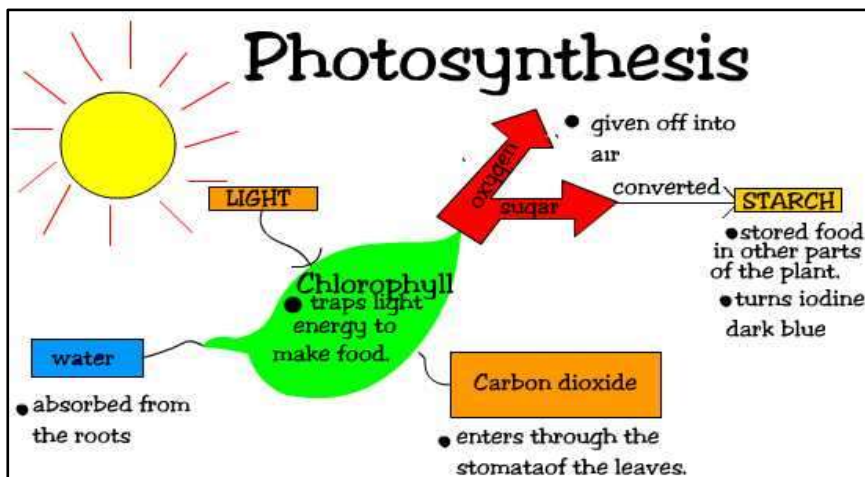 Photosynthesis
● given off into
air
oxygen
sugar
converted
STARCH
● stored food
in other parts
of the plant.
● turns iodine
dark blue
LIGHT
Chlorophyll
● traps light
energy to
make food.
water
● absorbed from
the roots
Carbon dioxide
● enters through the
stomataof the leaves.